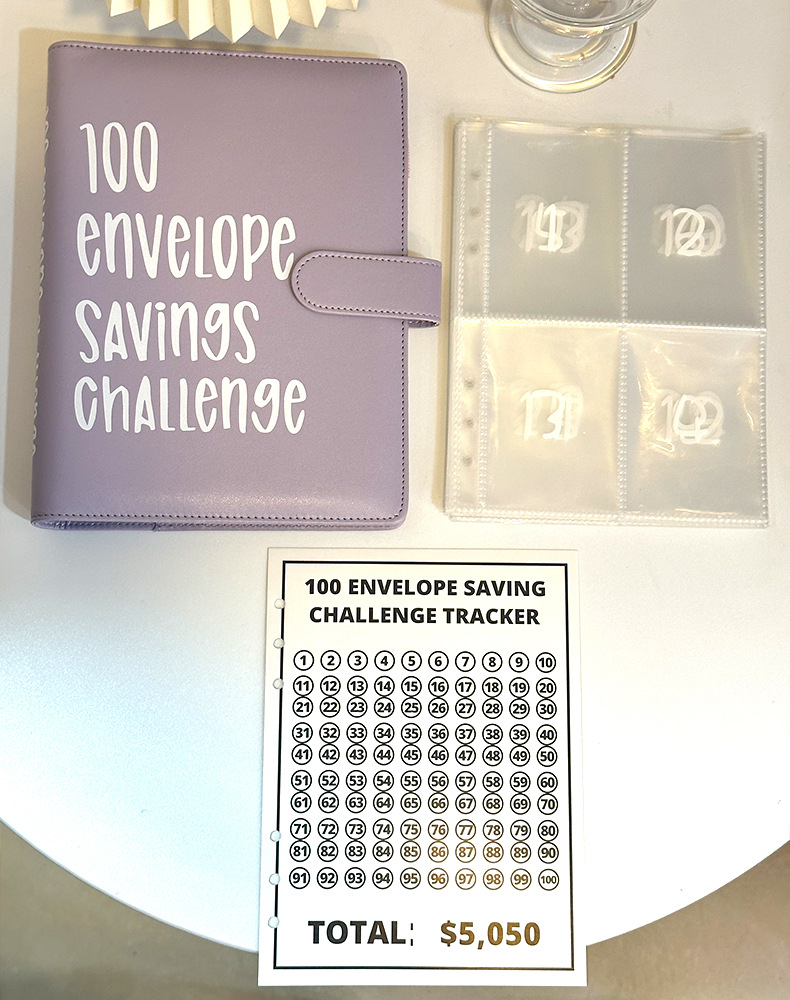 100
envelope
savings
challenge
100 ENVELOPE SAVING
CHALLENGE TRACKER
1 2 3 4 5 6 7 8 9 10
11 12 13 14 15 16 17 18 19 20
21 22 23 24 25 26 27 28 29 30
31 32 33 34 35 36 37 38 39 40
41 42 43 44 45 46 47 48 49 50
51 52 53 54 55 56 57 58 59 60
61 62 63 64 65 66 67 68 69 70
71 72 73 74 75 76 77 78 79 80
81 82 83 84 85 86 87 88 89 90
91 92 93 94 95 96 97 98 99 100
TOTAL: $5,050